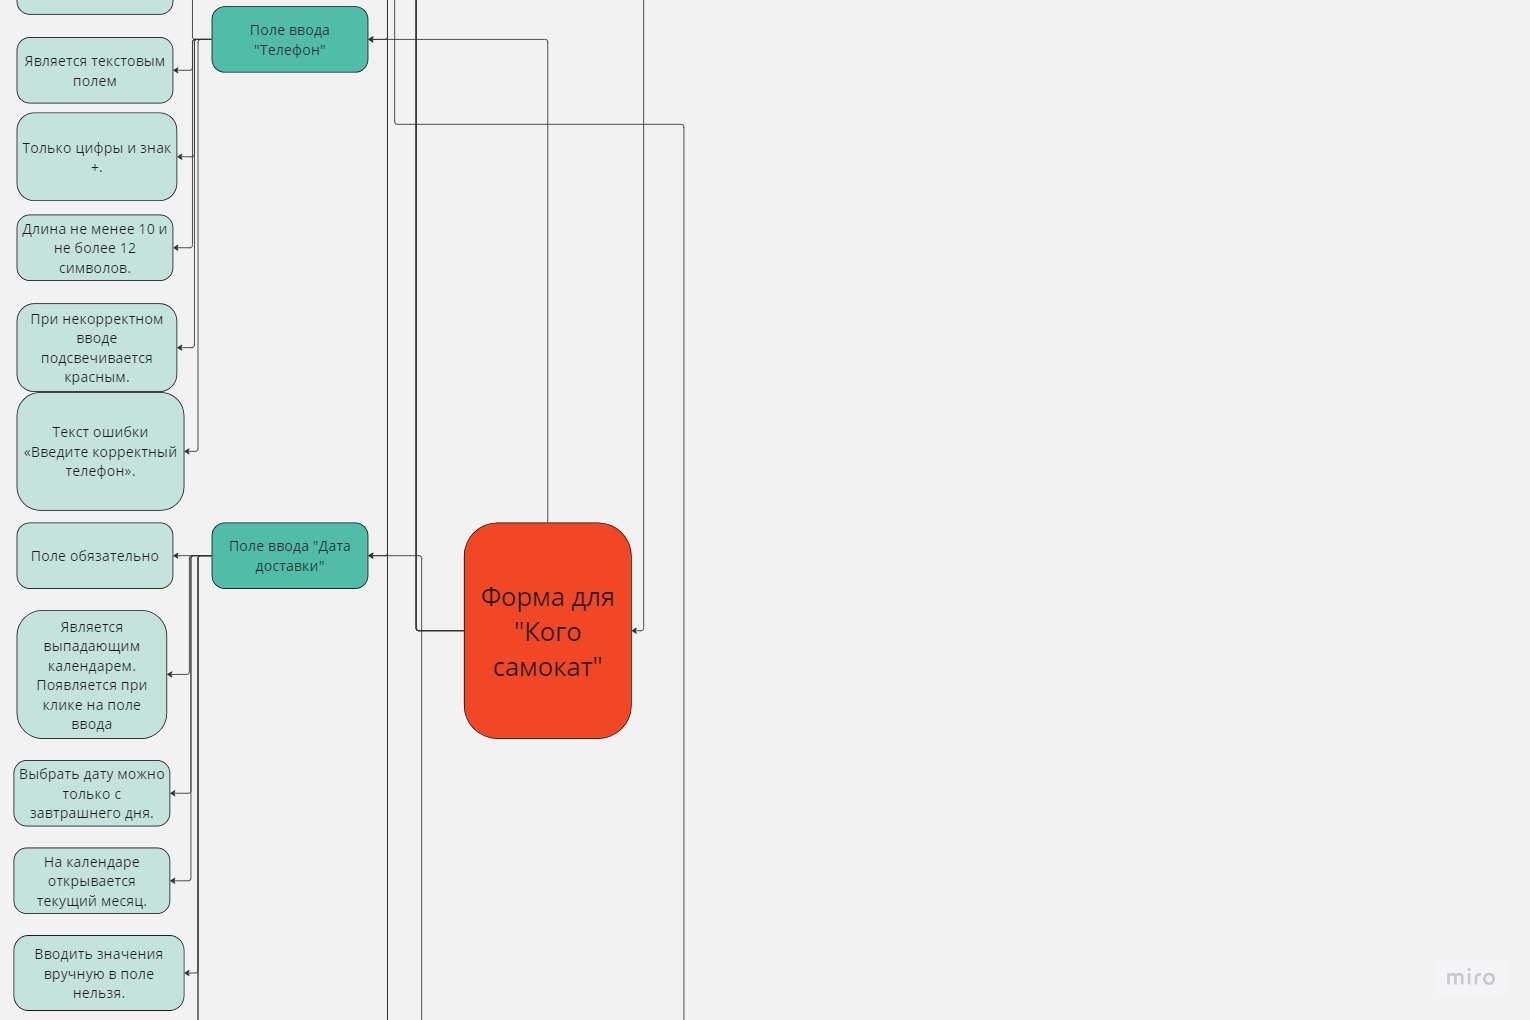 Поле ввода
"Телефон"
Является текстовым
полем
Только цифры и знак
+.
Длина не менее 10 и
не более 12
символов.
При некорректном
вводе
подсвечивается
красным.
Текст ошибки
«Введите корректный
телефон».
Поле обязательно
Поле ввода "Дата
доставки"
Форма для
"Кого
самокат"
Является
выпадающим
календарем.
Появляется при
клике на поле
ввода
Выбрать дату можно
только с
завтрашнего дня.
На календаре
открывается
текущий месяц.
Вводить значения
вручную в поле
нельзя.
miro